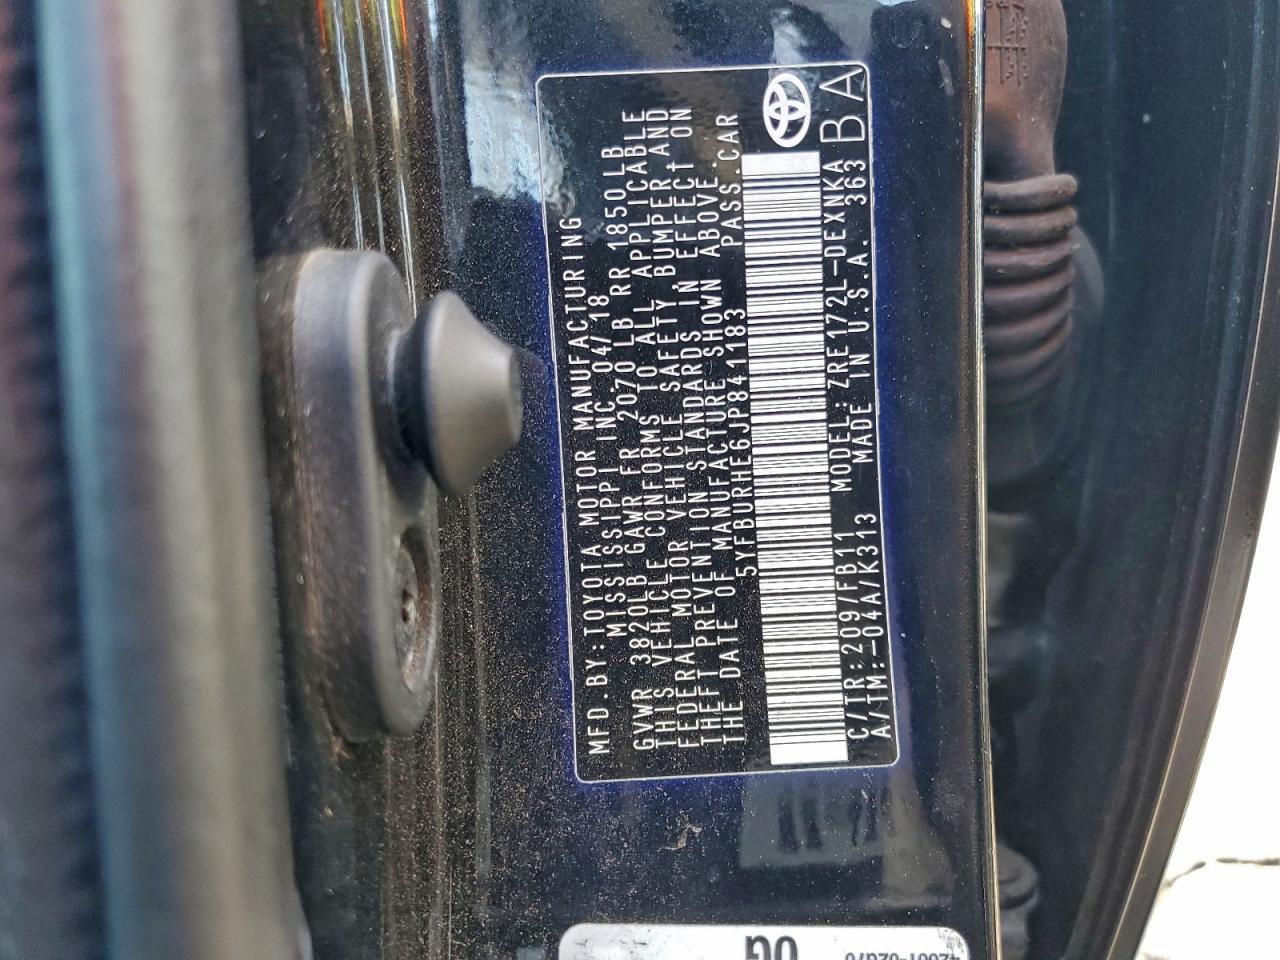 MFD.BY:TOYOTA MOTOR MANUFACTURING
MISSISSIPPI INC 04/18
GVWR 3820LB GAWR FR 2070 LB RR 1850 LB
THIS VEHICLE CONFORMS TO ALL APPLICABLE
FEDERAL MOTOR VEHICLE SAFETY, BUMPER, AND
THEFT PREVENTION STANDARDS IN EFFECT ON
THE DATE OF MANUFACTURE SHOWN ABOVE.
5YFBURHE6JP841183 PASS.CAR
C/TR:209/FB11 MODEL:ZRE172L-DEXNKA
A/TM:-04A/K313 MADE IN U.S.A. 363
BA